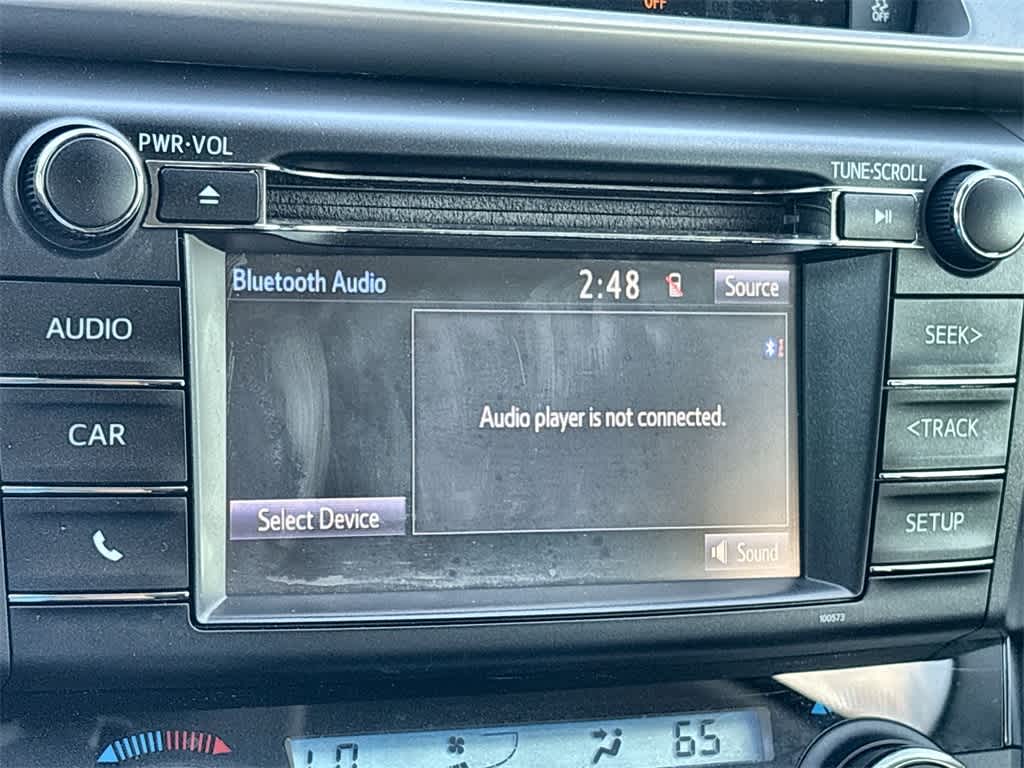 OFF
OFF
PWR·VOL
TUNE·SCROLL
Bluetooth Audio
2:48
Source
AUDIO
SEEK>
CAR
Audio player is not connected.
<TRACK
Select Device
SETUP
Sound
100573
65